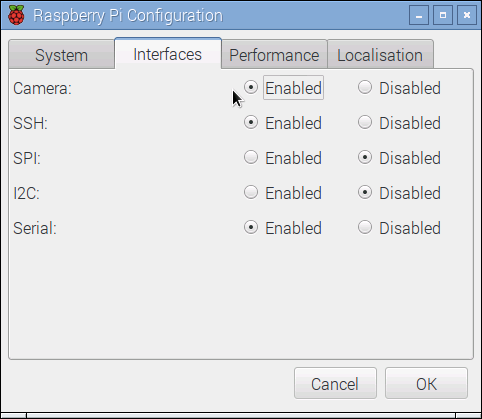 Raspberry Pi Configuration
System Interfaces Performance Localisation
Camera: Enabled Disabled
SSH: Enabled Disabled
SPI: Enabled Disabled
I2C: Enabled Disabled
Serial: Enabled Disabled
Cancel OK